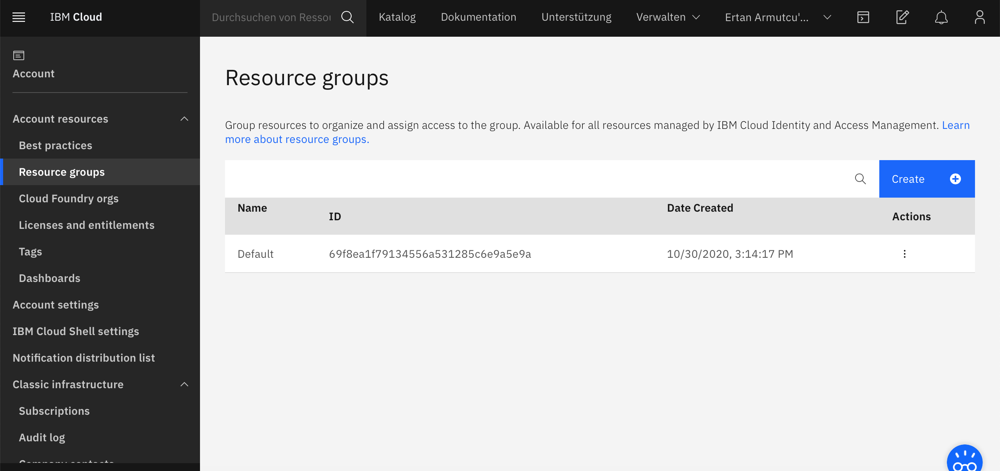 IBM Cloud
Durchsuchen von Ressou
Katalog
Dokumentation
Unterstützung
Verwalten
Ertan Armutcu'...
Account
Account resources
Best practices
Resource groups
Cloud Foundry orgs
Licenses and entitlements
Tags
Dashboards
Account settings
IBM Cloud Shell settings
Notification distribution list
Classic infrastructure
Subscriptions
Audit log
Company contacts
Resource groups
Group resources to organize and assign access to the group. Available for all resources managed by IBM Cloud Identity and Access Management. Learn
more about resource groups.
Create
Name ID Date Created Actions
Default 69f8ea1f79134556a531285c6e9a5e9a 10/30/2020, 3:14:17 PM